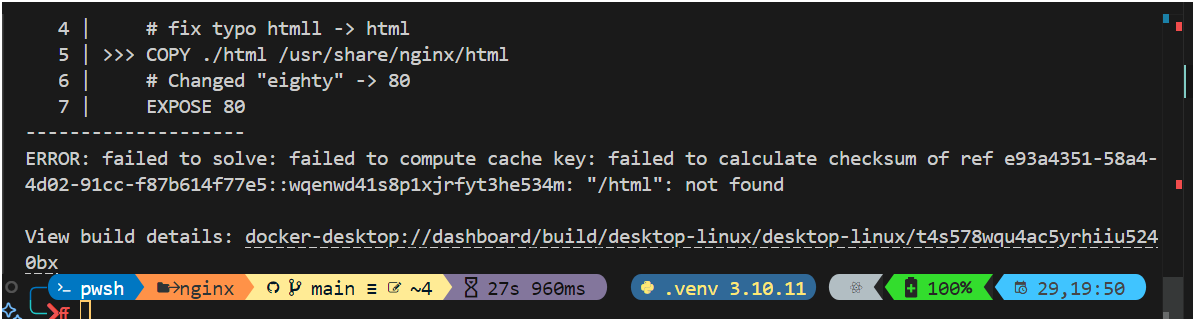 4 |     # fix typo htmll -> html
5 | >>> COPY ./html /usr/share/nginx/html
6 |     # Changed "eighty" -> 80
7 |     EXPOSE 80
--------------------
ERROR: failed to solve: failed to compute cache key: failed to calculate checksum of ref e93a4351-58a4-
4d02-91cc-f87b614f77e5::wqenwd41s8p1xjrfyt3he534m: "/html": not found
View build details: docker-desktop://dashboard/build/desktop-linux/desktop-linux/t4s578wqu4ac5yrhiiu524
0bx
pwsh nginx main ≡ ~4 27s 960ms .venv 3.10.11 100% 29,19:50
ff